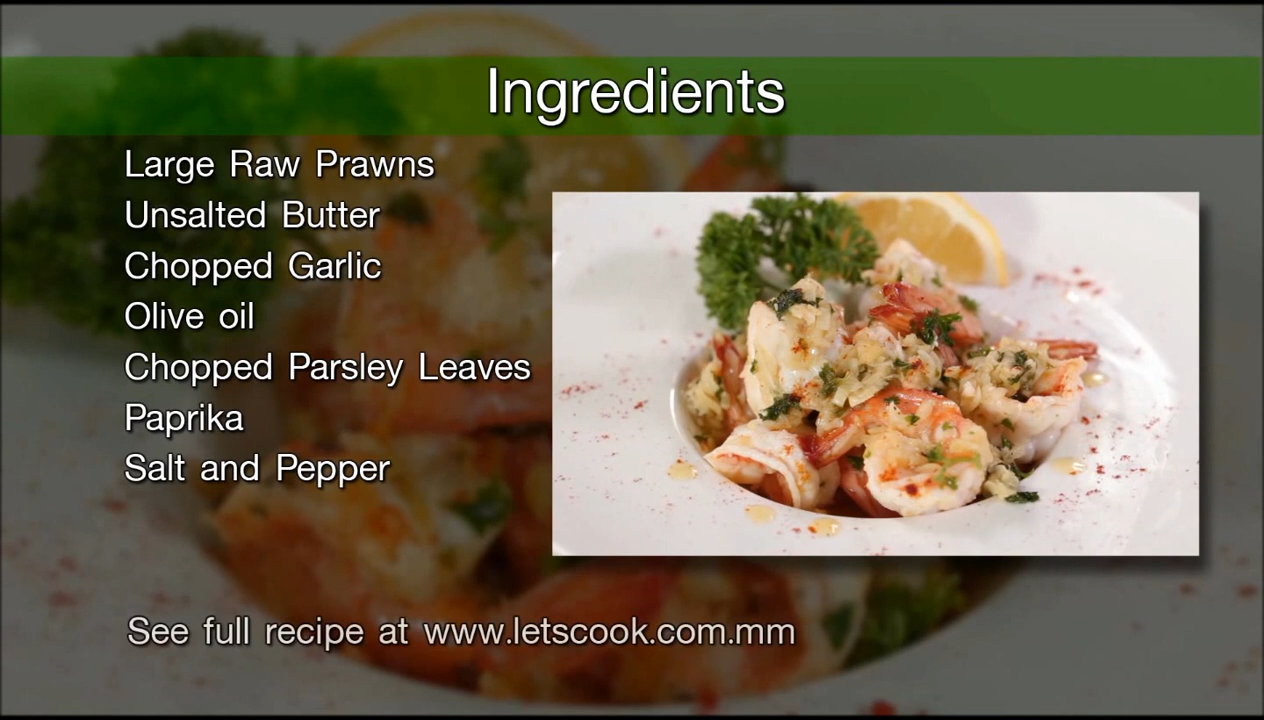 Ingredients
Large Raw Prawns
Unsalted Butter
Chopped Garlic
Olive oil
Chopped Parsley Leaves
Paprika
Salt and Pepper
See full recipe at www.letscook.com.mm